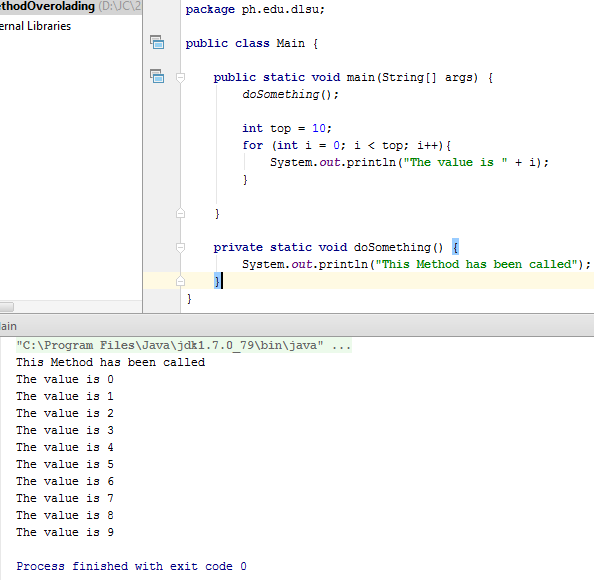 ethodOverolading (D:\JC\2
ernal Libraries
package ph.edu.dlsu;
public class Main {
public static void main(String[] args) {
doSomething();
int top = 10;
for (int i = 0; i < top; i++){
System.out.println("The value is " + i);
}
}
private static void doSomething() {
System.out.println("This Method has been called");
}
}
ain
"C:\Program Files\Java\jdk1.7.0_79\bin\java" ...
This Method has been called
The value is 0
The value is 1
The value is 2
The value is 3
The value is 4
The value is 5
The value is 6
The value is 7
The value is 8
The value is 9
Process finished with exit code 0